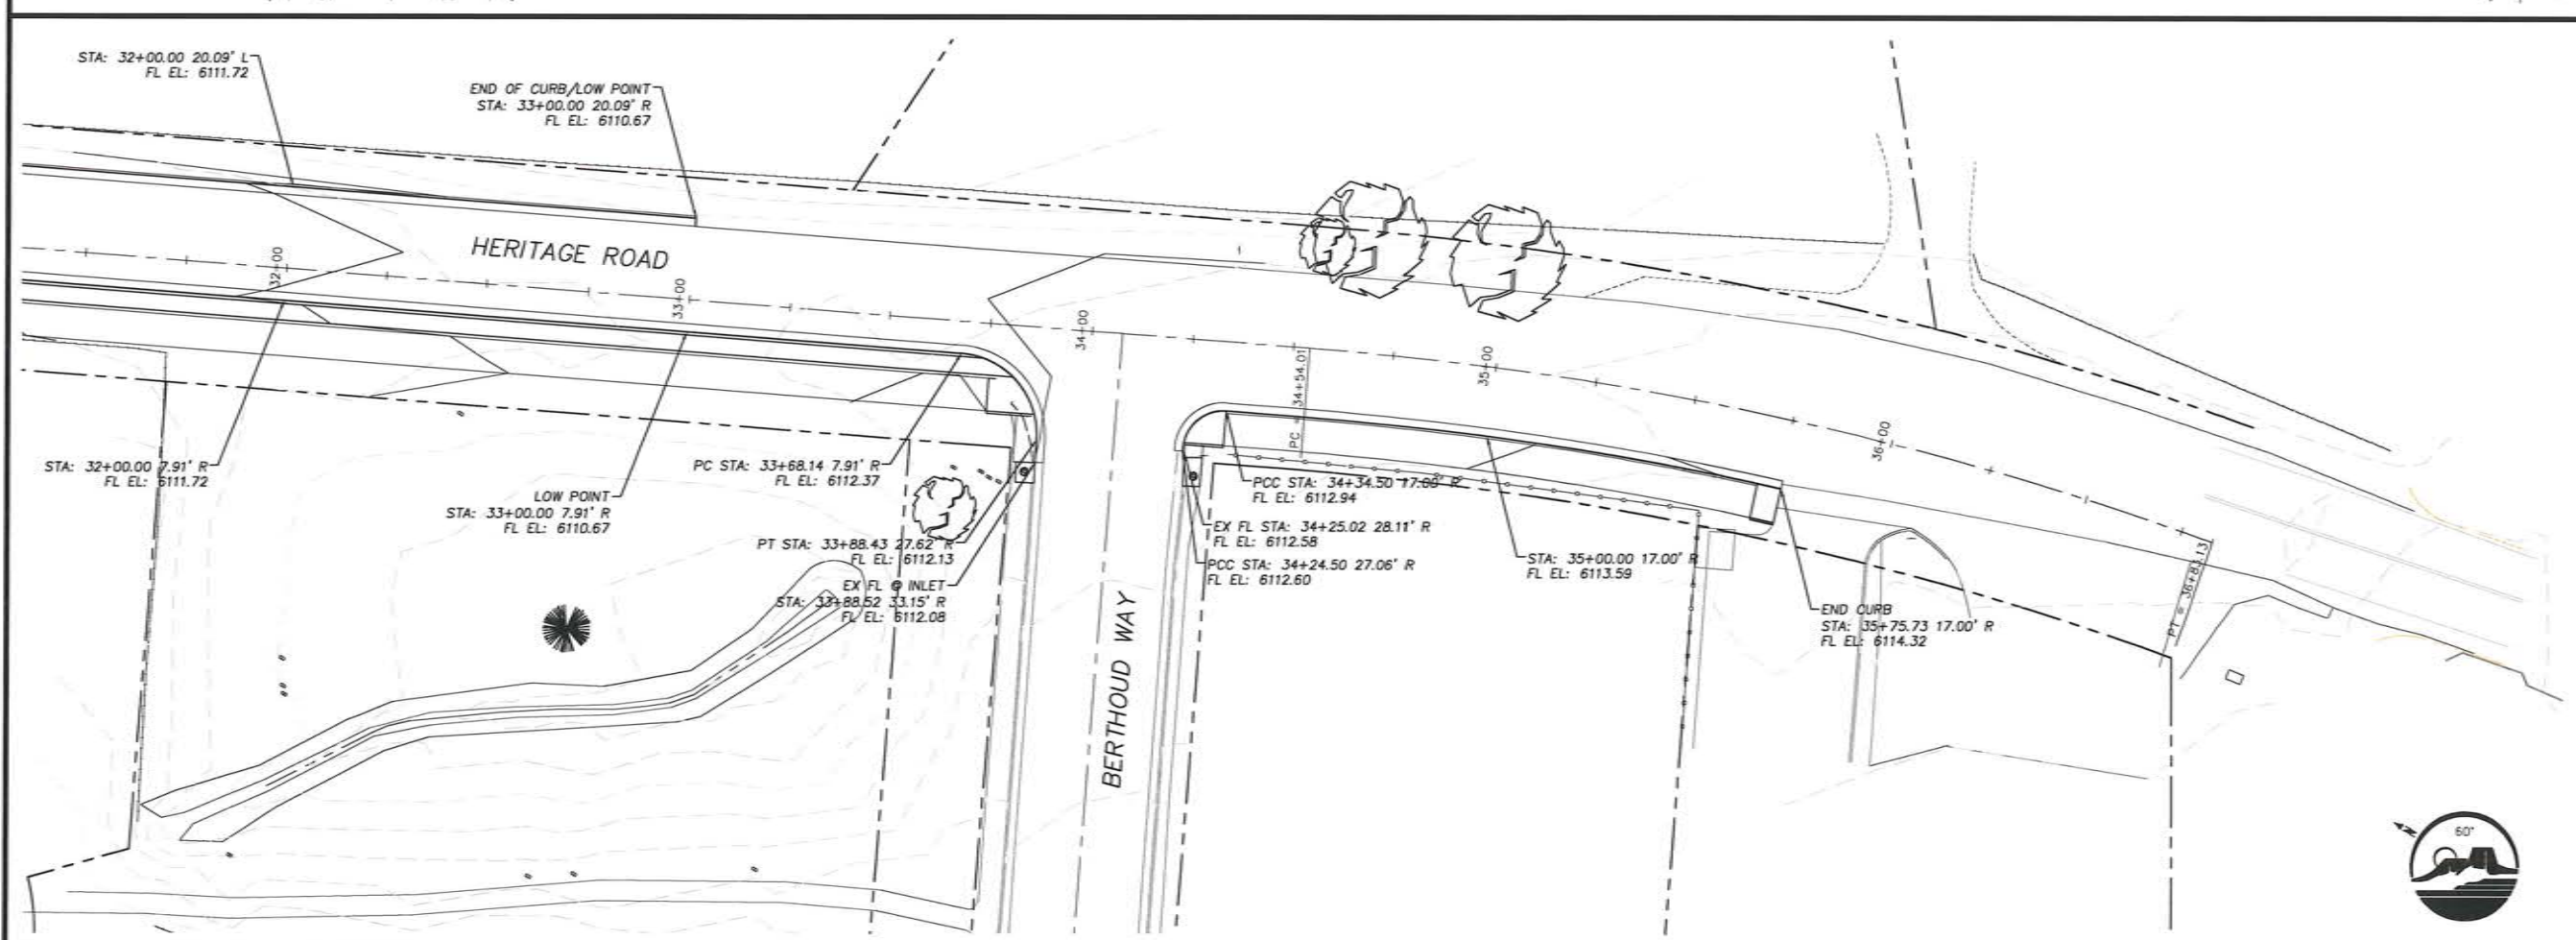 STA: 32+00.00 20.09' L
FL EL: 6111.72
END OF CURB/LOW POINT
STA: 33+00.00 20.09' R
FL EL: 6110.67
HERITAGE ROAD
32+00
33+00
34+00
PC = 34+54.01
35+00
36+00
PT = 36+83.13
STA: 32+00.00 7.91' R
FL EL: 6111.72
LOW POINT
STA: 33+00.00 7.91' R
FL EL: 6110.67
PC STA: 33+68.14 7.91' R
FL EL: 6112.37
PT STA: 33+88.43 27.62' R
FL EL: 6112.13
EX FL @ INLET
STA: 33+88.52 33.15' R
FL EL: 6112.08
BERTHOUD WAY
PCC STA: 34+34.50 17.00' R
FL EL: 6112.94
EX FL STA: 34+25.02 28.11' R
FL EL: 6112.58
PCC STA: 34+24.50 27.06' R
FL EL: 6112.60
STA: 35+00.00 17.00' R
FL EL: 6113.59
END CURB
STA: 35+75.73 17.00' R
FL EL: 6114.32
N
60°